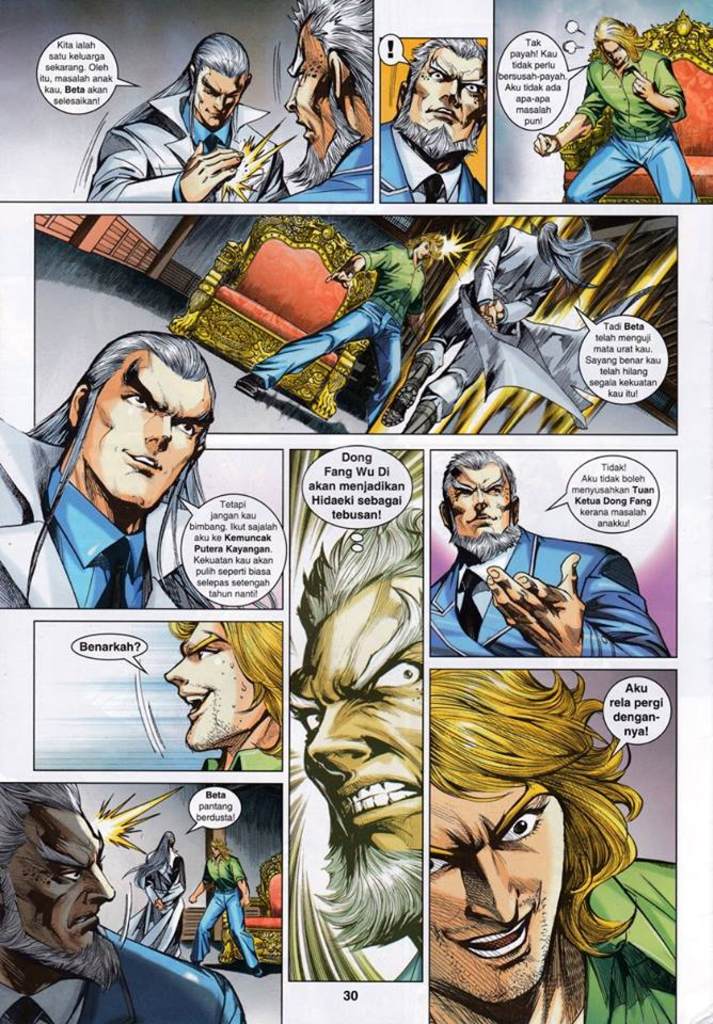 Kita ialah
satu keluarga
sekarang. Oleh
itu, masalah anak
kau, Beta akan
selesaikan!
!
Tak
payah! Kau
tidak perlu
bersusah-payah.
Aku tidak ada
apa-apa
masalah
pun!
Tadi Beta
telah menguji
mata urat kau.
Sayang benar kau
telah hilang
segala kekuatan
kau itu!
Tetapi
jangan kau
bimbang. Ikut sajalah
aku ke Kemuncak
Putera Kayangan.
Kekuatan kau akan
pulih seperti biasa
selepas setengah
tahun nanti!
Dong
Fang Wu Di
akan menjadikan
Hidaeki sebagai
tebusan!
Tidak!
Aku tidak boleh
menyusahkan Tuan
Ketua Dong Fang
kerana masalah
anakku!
Benarkah?
Aku
rela pergi
dengan-
nya!
Beta
pantang
berdusta!
30